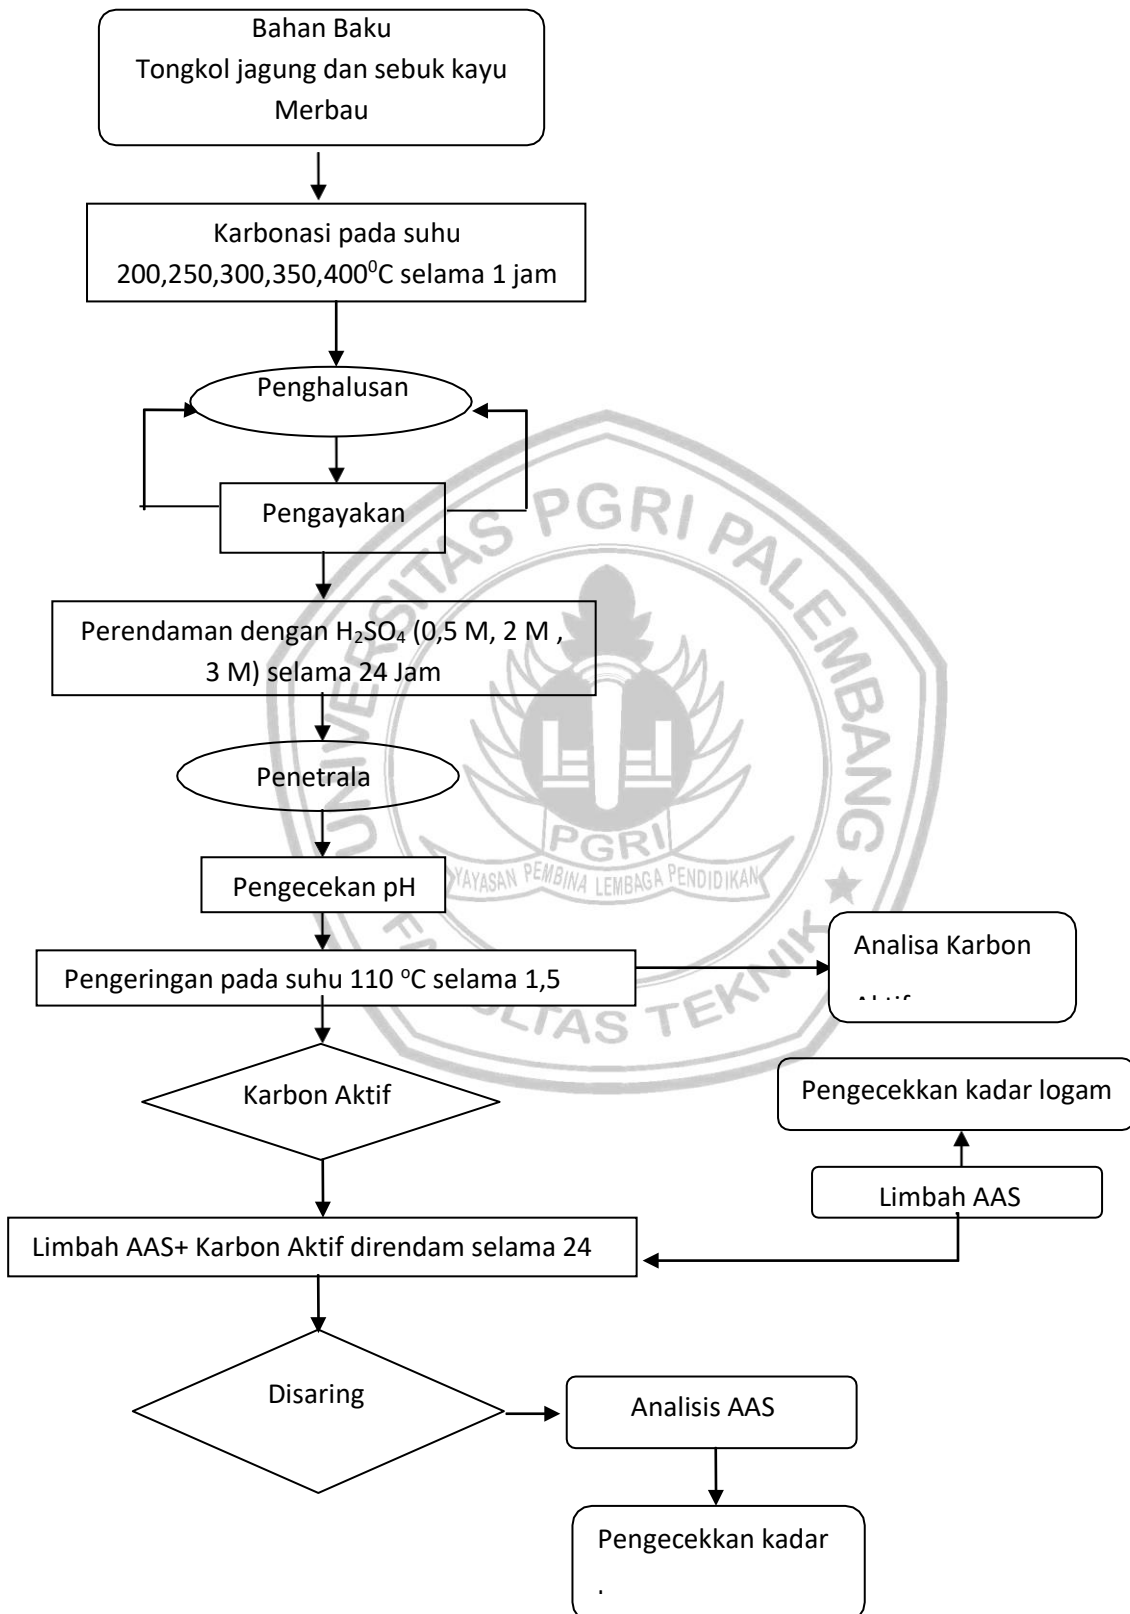 Bahan Baku
Tongkol jagung dan sebuk kayu
Merbau
Karbonasi pada suhu
200,250,300,350,400⁰C selama 1 jam
Penghalusan
Pengayakan
Perendaman dengan H₂SO₄ (0,5 M, 2 M ,
3 M) selama 24 Jam
Penetrala
Pengecekan pH
Pengeringan pada suhu 110 °C selama 1,5
Analisa Karbon
Karbon Aktif
Pengecekkan kadar logam
Limbah AAS
Limbah AAS+ Karbon Aktif direndam selama 24
Disaring
Analisis AAS
Pengecekkan kadar
UNIVERSITAS PGRI PALEMBANG
PGRI
YAYASAN PEMBINA LEMBAGA PENDIDIKAN
FAKULTAS TEKNIK